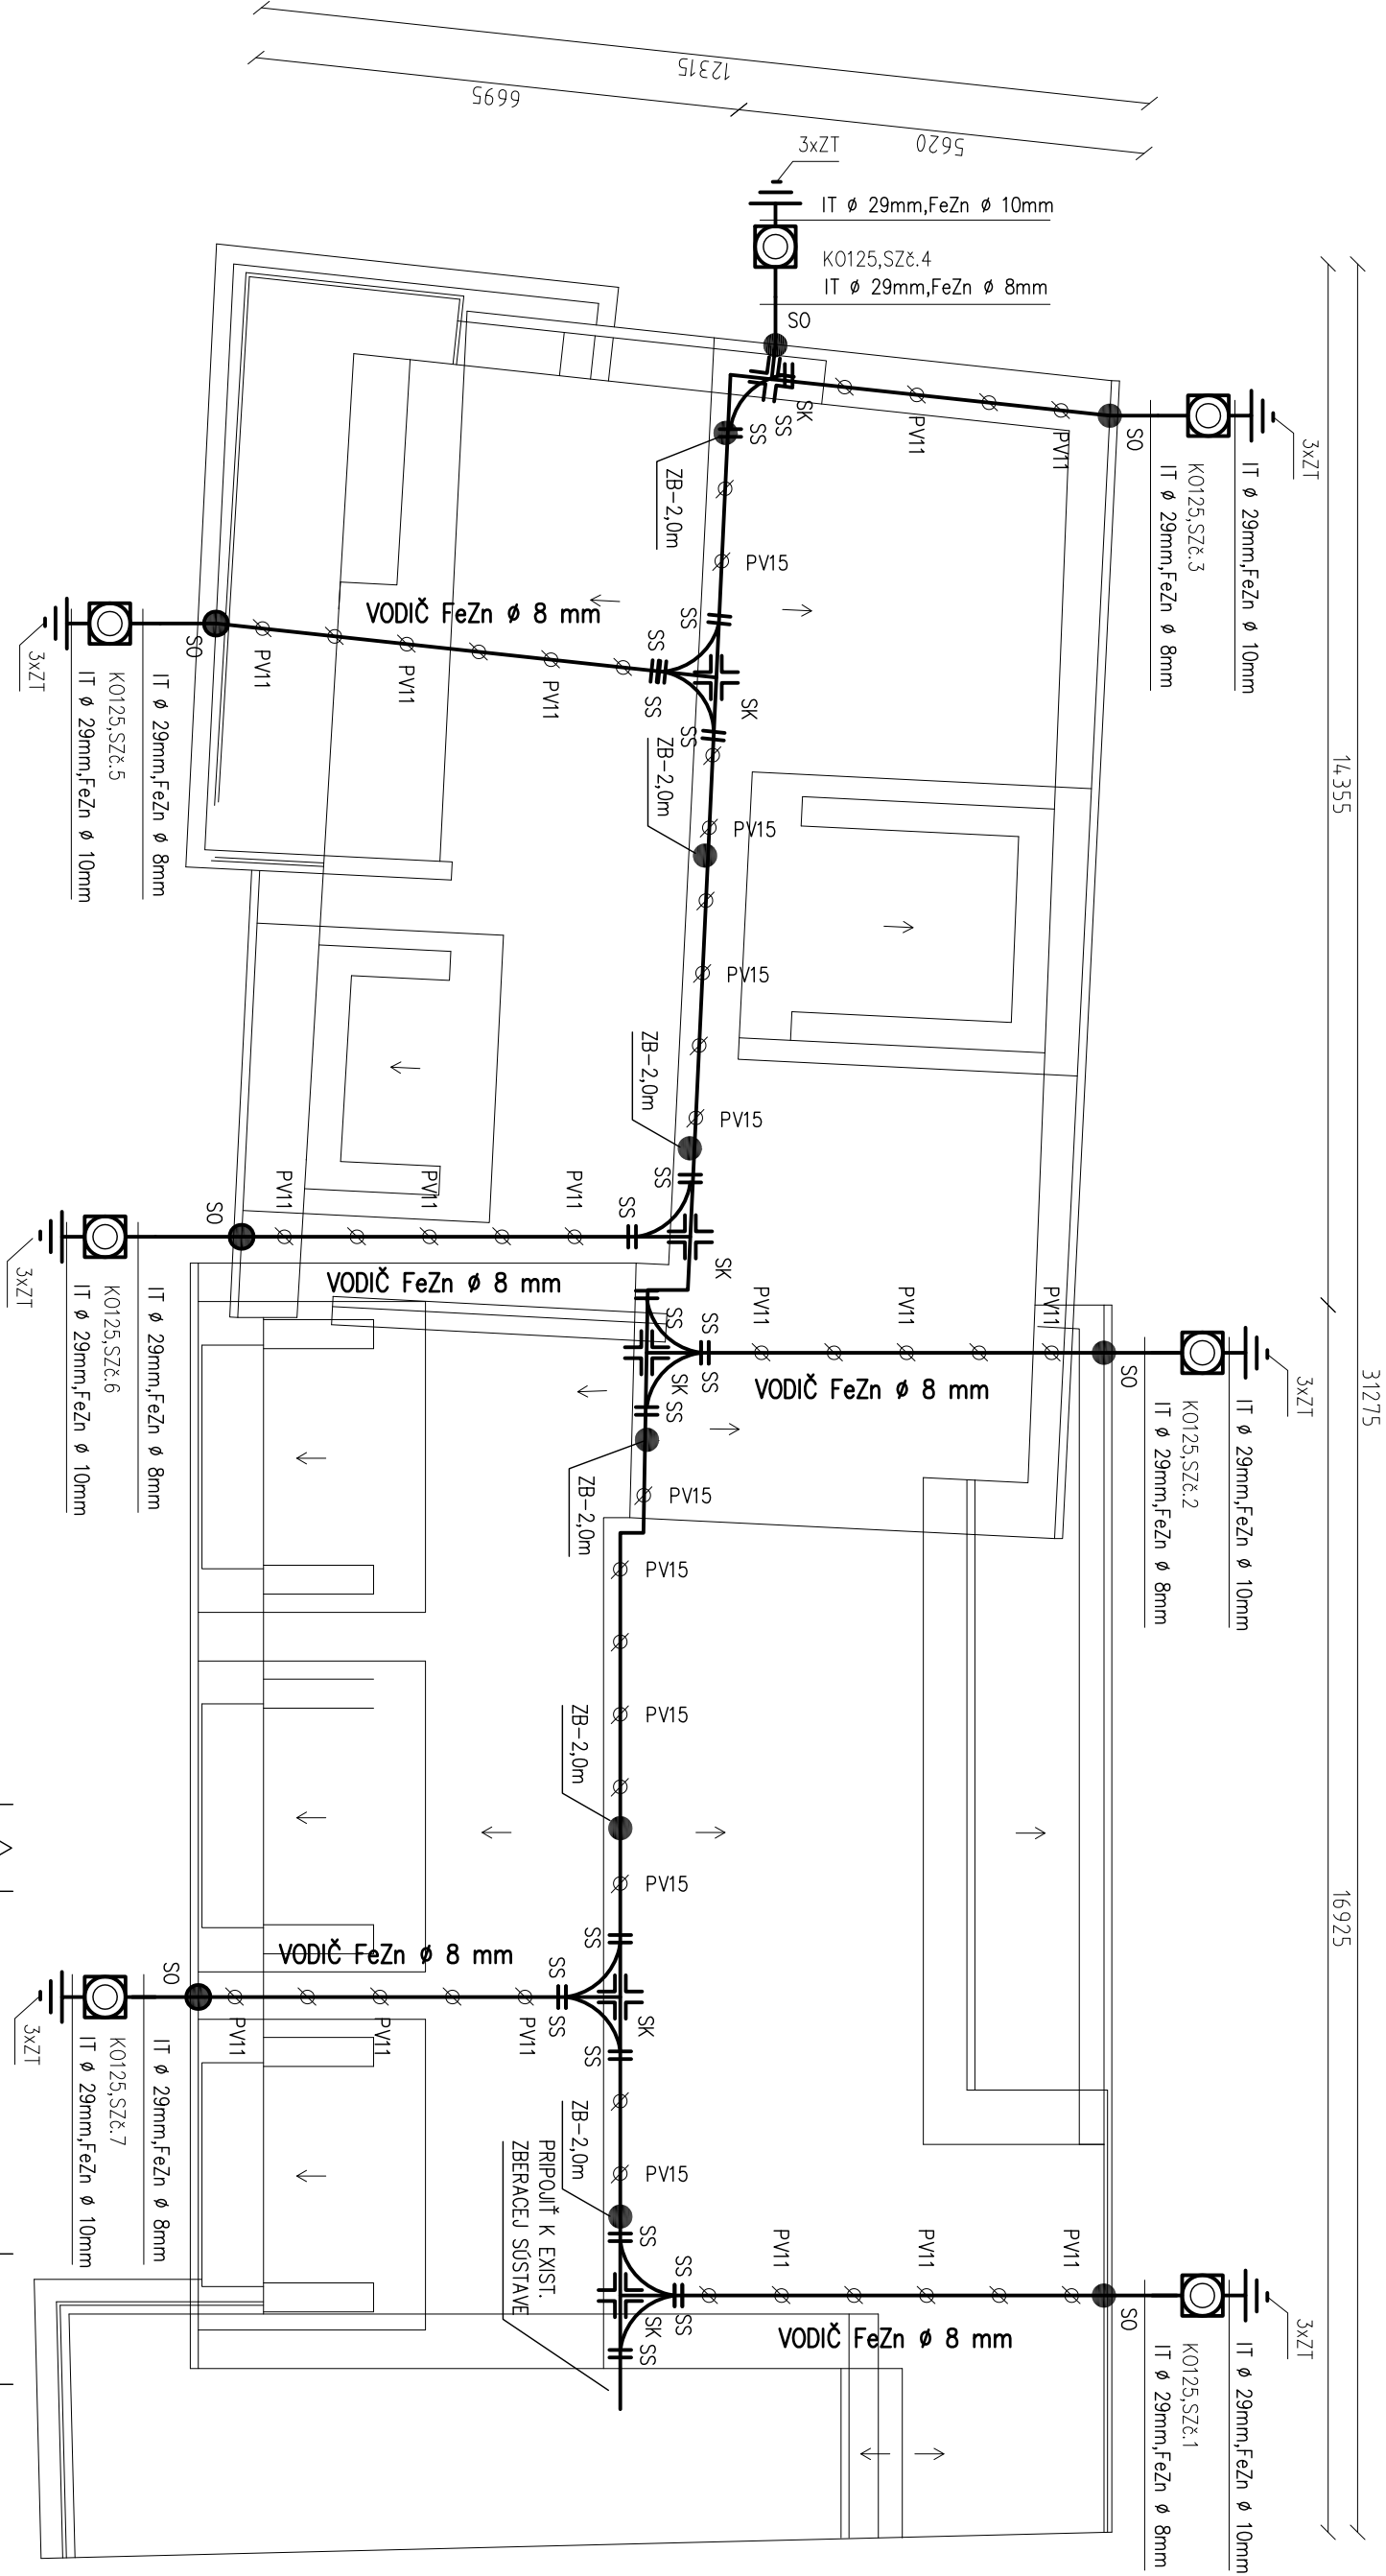 12315
6695
5620
3xZT
IT ø 29mm,FeZn ø 10mm
KO125,SZč.4
IT ø 29mm,FeZn ø 8mm
SO
SK
SS
SS
PV11
PV11
SO
3xZT
IT ø 29mm,FeZn ø 10mm
KO125,SZč.3
IT ø 29mm,FeZn ø 8mm
14355
31275
16925
ZB-2,0m
PV15
SS
SS
SS
SS
SK
VODIČ FeZn ø 8 mm
PV11
PV11
PV11
SO
3xZT
IT ø 29mm,FeZn ø 8mm
KO125,SZč.5
IT ø 29mm,FeZn ø 10mm
ZB-2,0m
PV15
PV15
ZB-2,0m
PV15
SS
SS
SK
PV11
PV11
PV11
SO
VODIČ FeZn ø 8 mm
3xZT
IT ø 29mm,FeZn ø 8mm
KO125,SZč.6
IT ø 29mm,FeZn ø 10mm
SS
SS
SS
SK
SS
PV11
PV11
PV11
SO
VODIČ FeZn ø 8 mm
3xZT
IT ø 29mm,FeZn ø 10mm
KO125,SZč.2
IT ø 29mm,FeZn ø 8mm
ZB-2,0m
PV15
PV15
PV15
ZB-2,0m
PV15
SS
SS
SS
SS
SK
VODIČ FeZn ø 8 mm
PV11
PV11
PV11
SO
3xZT
IT ø 29mm,FeZn ø 8mm
KO125,SZč.7
IT ø 29mm,FeZn ø 10mm
ZB-2,0m
PV15
PRIPOJIŤ K EXIST.
ZBERACEJ SÚSTAVE
SS
SS
SS
SK
SS
PV11
PV11
PV11
SO
VODIČ FeZn ø 8 mm
3xZT
IT ø 29mm,FeZn ø 10mm
KO125,SZč.1
IT ø 29mm,FeZn ø 8mm